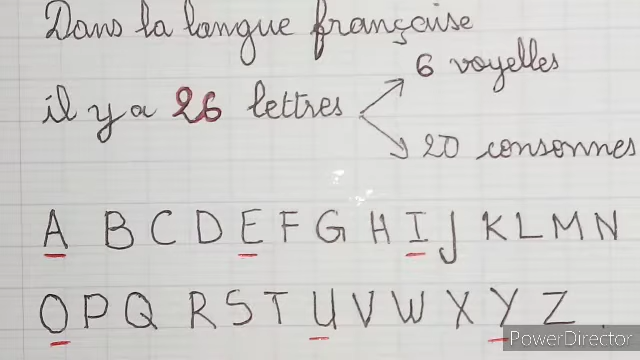 Dans la langue française
6 voyelles
il y a 26 lettres
20 consonnes
A B C D E F G H I J K L M N
O P Q R S T U V W X Y Z
PowerDirector